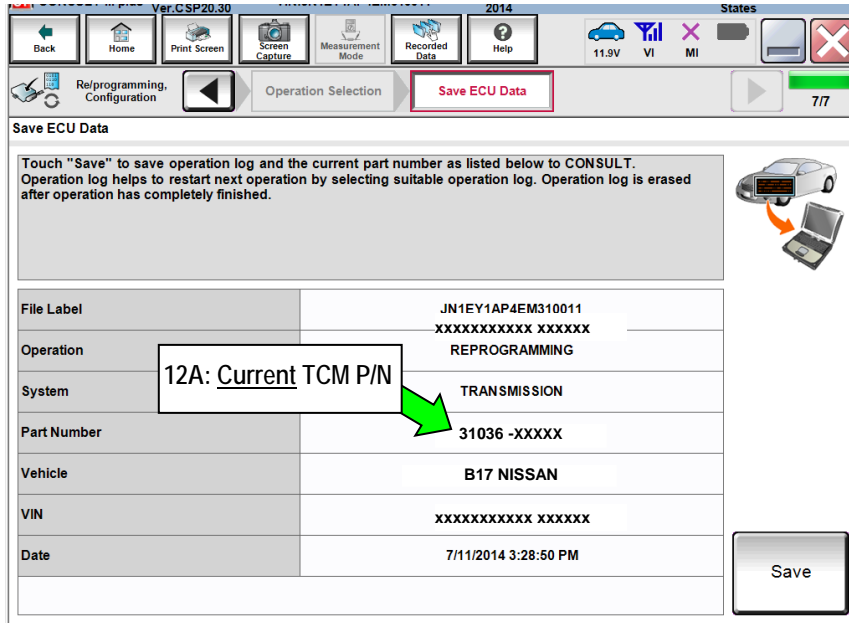 Ver.CSP20.30
2014
States
Back
Home
Print Screen
Screen
Capture
Measurement
Mode
Recorded
Data
Help
11.9V
VI
MI
Re/programming,
Configuration
Operation Selection
Save ECU Data
7/7
Save ECU Data
Touch "Save" to save operation log and the current part number as listed below to CONSULT.
Operation log helps to restart next operation by selecting suitable operation log. Operation log is erased
after operation has completely finished.
File Label
JN1EY1AP4EM310011
xxxxxxxxxxx xxxxxx
Operation
REPROGRAMMING
12A: Current TCM P/N
System
TRANSMISSION
Part Number
31036 -XXXXX
Vehicle
B17 NISSAN
VIN
xxxxxxxxxxx xxxxxx
Date
7/11/2014 3:28:50 PM
Save